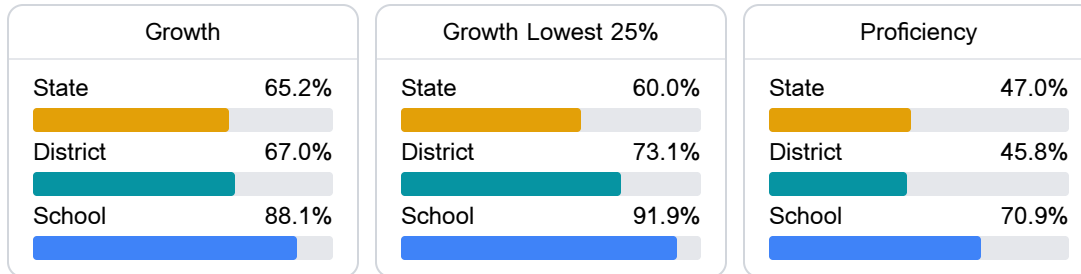 Growth
State 65.2%
District 67.0%
School 88.1%
Growth Lowest 25%
State 60.0%
District 73.1%
School 91.9%
Proficiency
State 47.0%
District 45.8%
School 70.9%